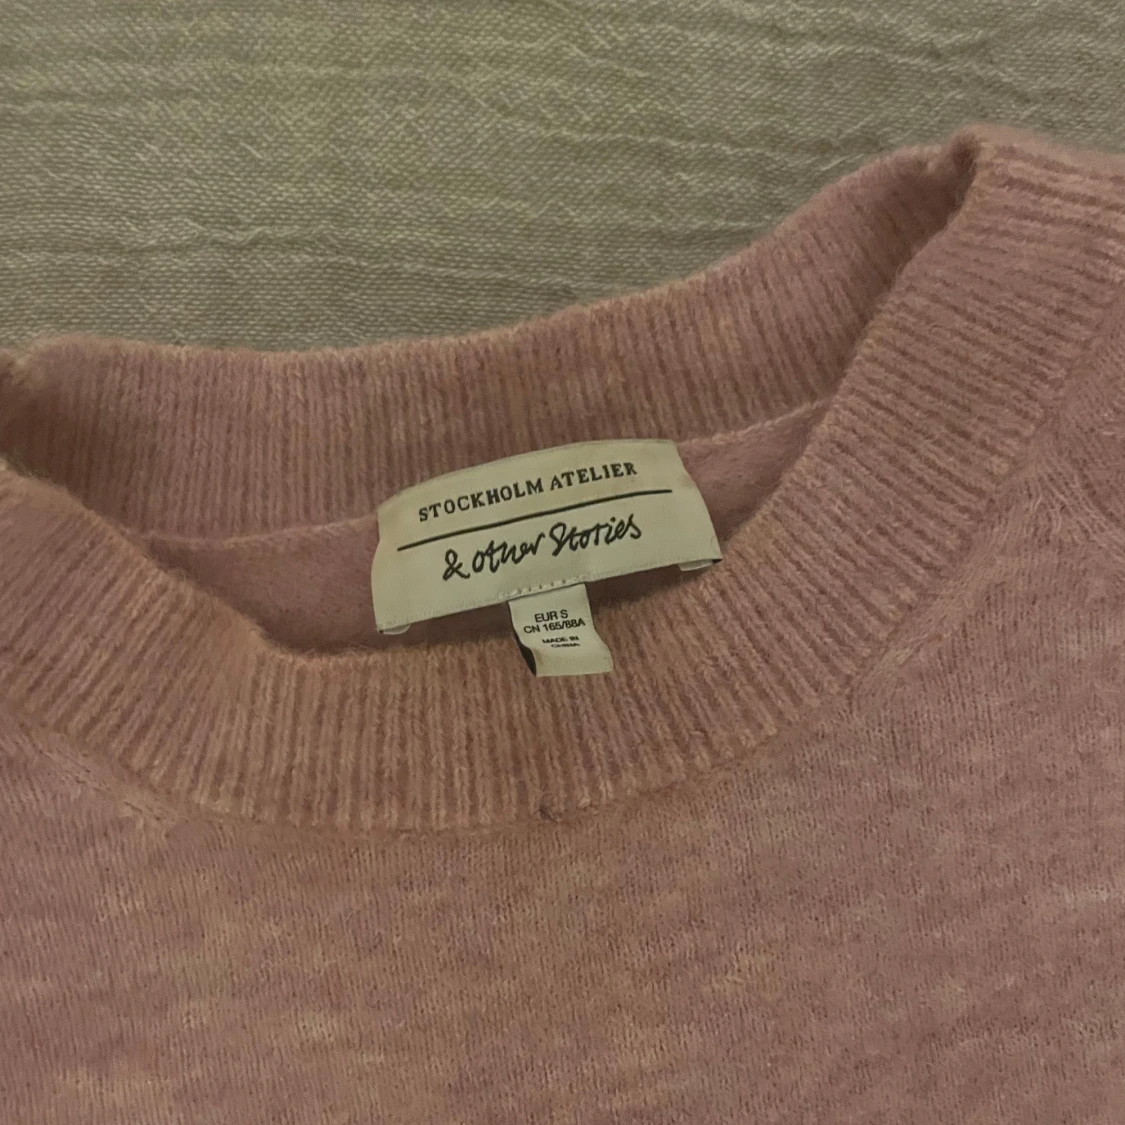 STOCKHOLM ATELIER
& other Stories
EUR S
CN 165/88A
MADE IN
CHINA